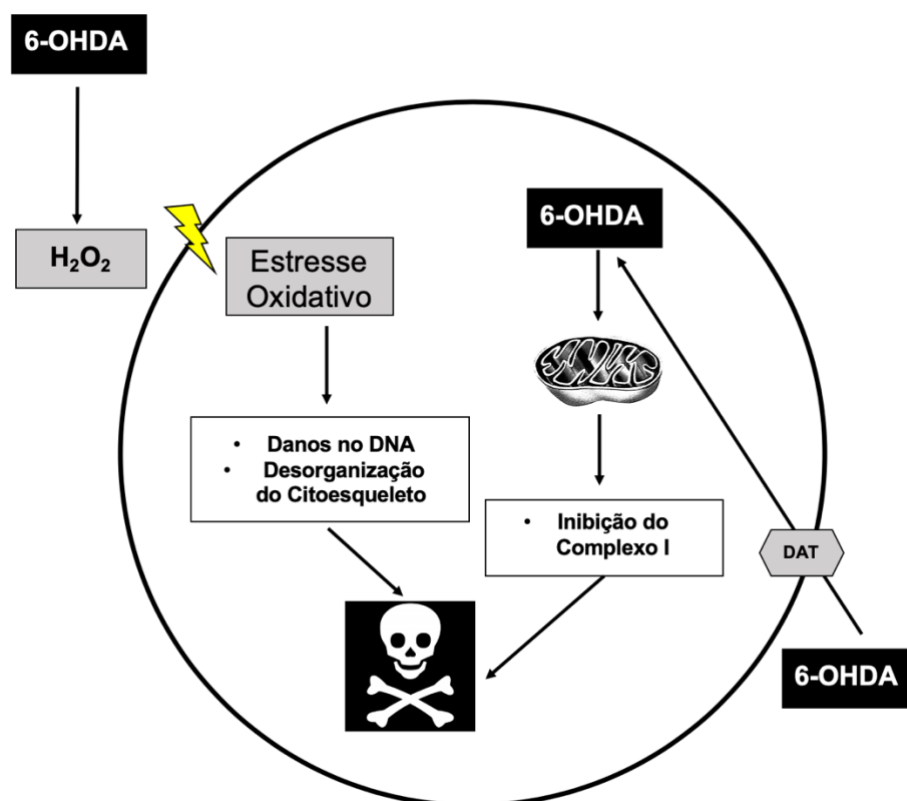 6-OHDA
H₂O₂
Estresse
Oxidativo
• Danos no DNA
• Desorganização
do Citoesqueleto
6-OHDA
• Inibição do
Complexo I
DAT
6-OHDA